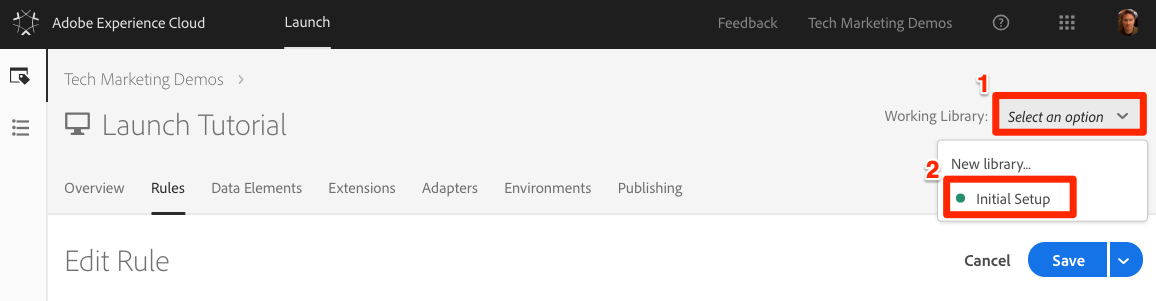 Adobe Experience Cloud Launch Feedback Tech Marketing Demos ?
Tech Marketing Demos >
1
Launch Tutorial
Working Library: Select an option
2
New library...
Initial Setup
Overview Rules Data Elements Extensions Adapters Environments Publishing
Edit Rule
Cancel Save